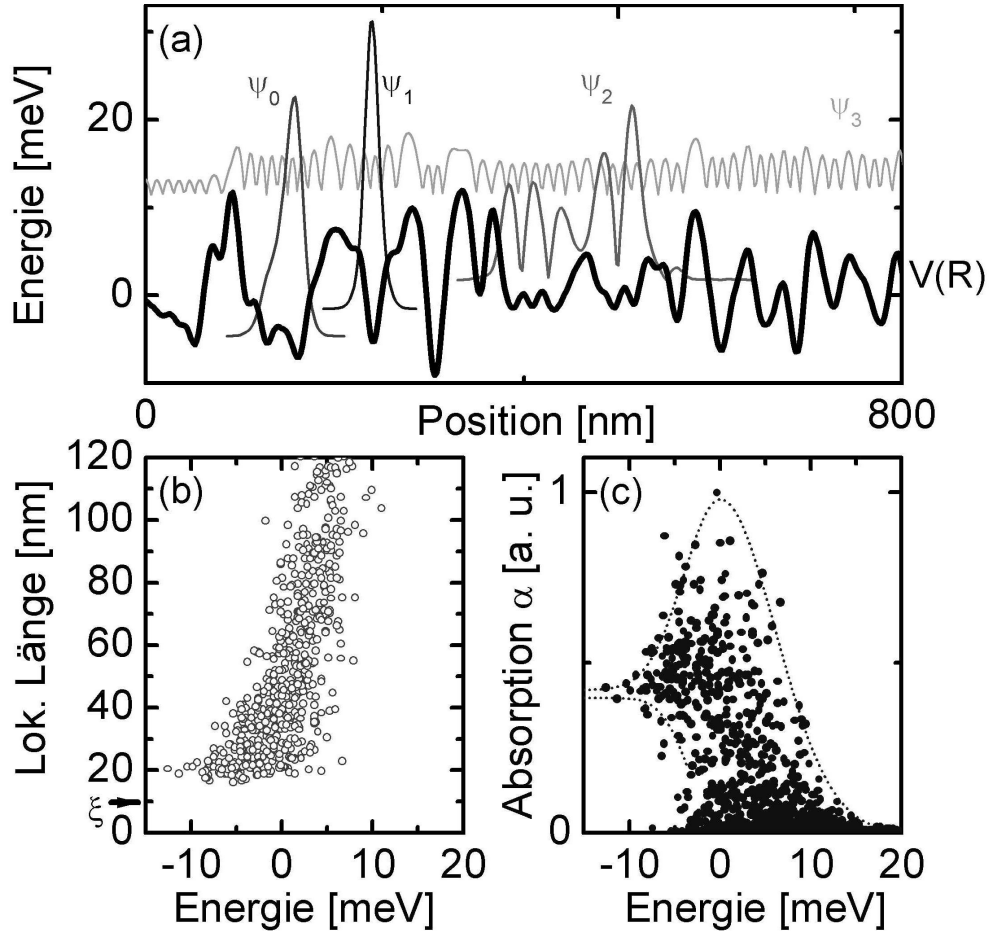 (a)
Energie [meV]
20
0
ψ0
ψ1
ψ2
ψ3
V(R)
0
Position [nm]
800
(b)
Lok. Länge [nm]
120
100
80
60
40
20
0
ξ
-10 0 10 20
Energie [meV]
(c)
Absorption α [a. u.]
1
0
-10 0 10 20
Energie [meV]